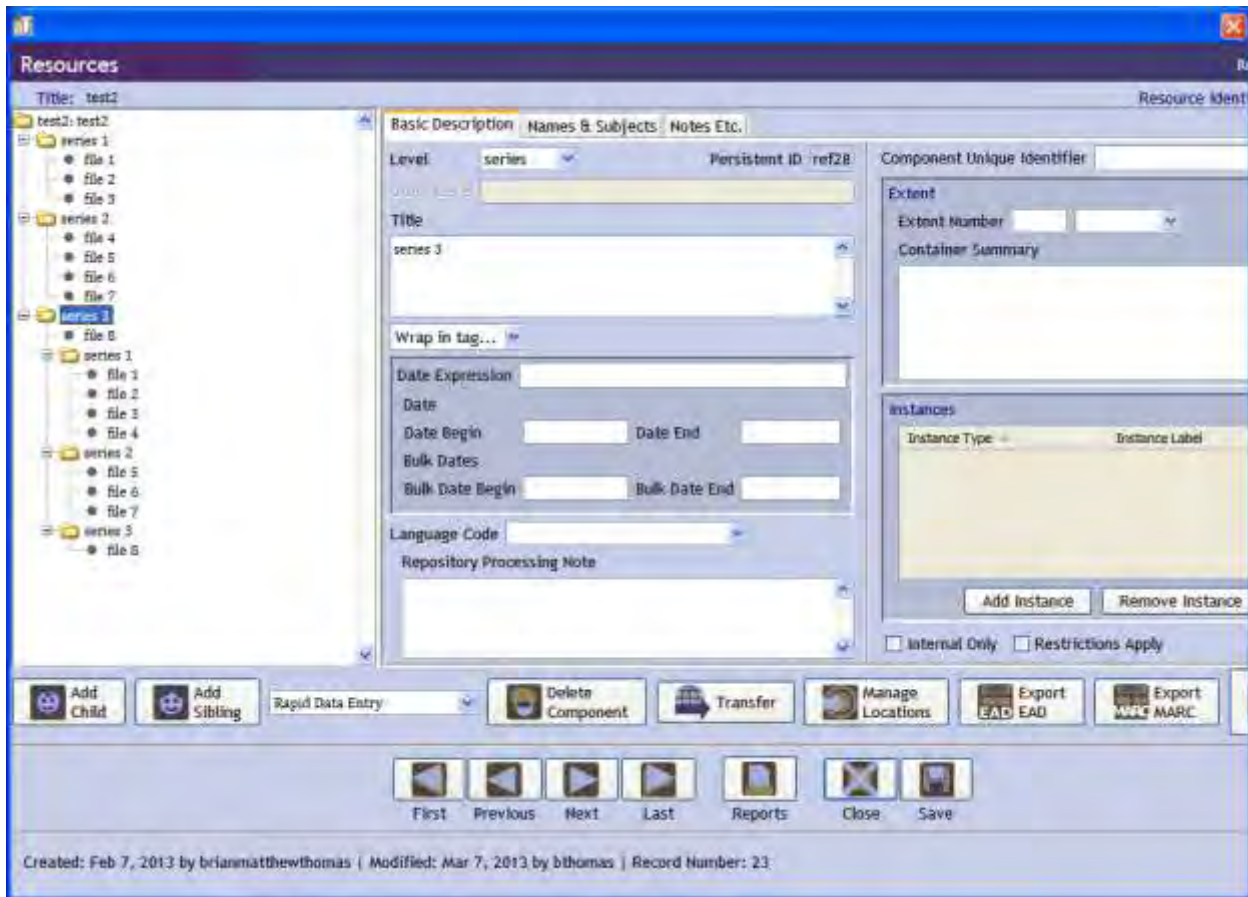 Resources
Title: test2
Resource Identi
test2: test2
series 1
file 1
file 2
file 3
series 2
file 4
file 5
file 6
file 7
series 3
file 8
series 1
file 1
file 2
file 3
file 4
series 2
file 5
file 6
file 7
series 3
file 8
Basic Description Names & Subjects Notes Etc.
Level series Persistent ID ref28
Title
series 3
Wrap in tag...
Date Expression
Date
Date Begin Date End
Bulk Dates
Bulk Date Begin Bulk Date End
Language Code
Repository Processing Note
Component Unique Identifier
Extent
Extent Number
Container Summary
Instances
Instance Type Instance Label
Add Instance Remove Instance
Internal Only Restrictions Apply
Add Child
Add Sibling
Rapid Data Entry
Delete Component
Transfer
Manage Locations
EAD Export EAD
MARC Export MARC
First Previous Next Last Reports Close Save
Created: Feb 7, 2013 by brianmatthewthomas | Modified: Mar 7, 2013 by bthomas | Record Number: 23